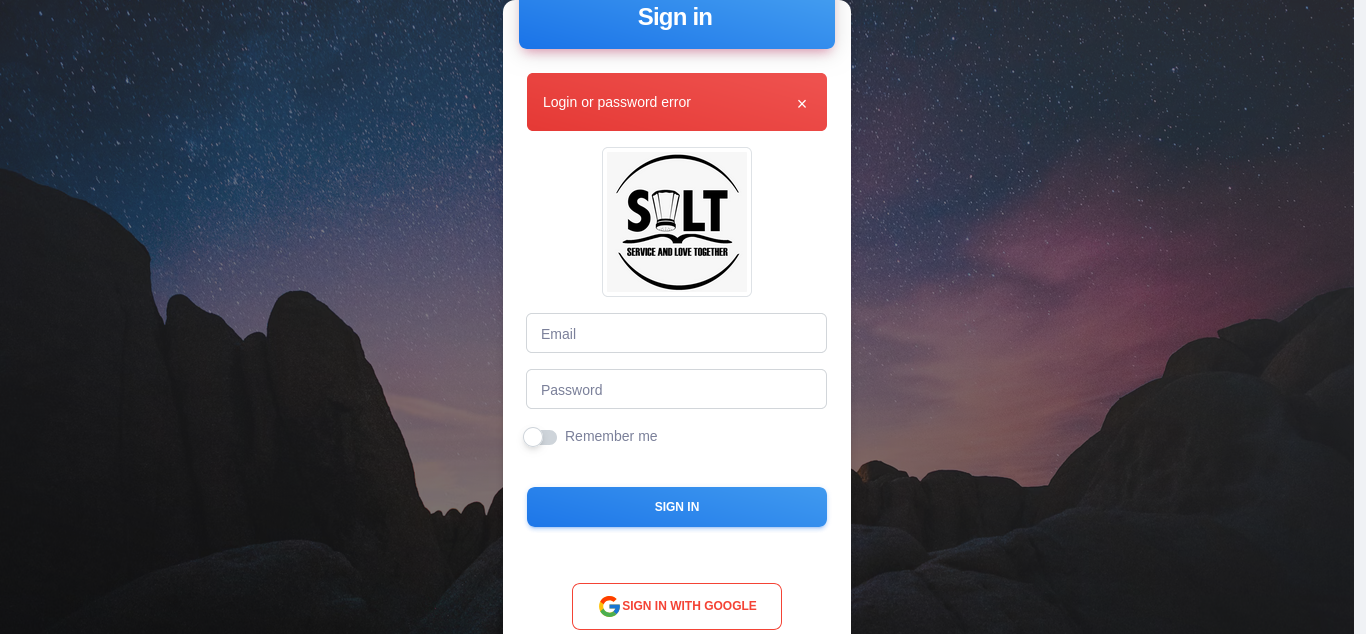 Sign in
Login or password error
×
SALT
SERVICE AND LOVE TOGETHER
Email
Password
Remember me
SIGN IN
SIGN IN WITH GOOGLE